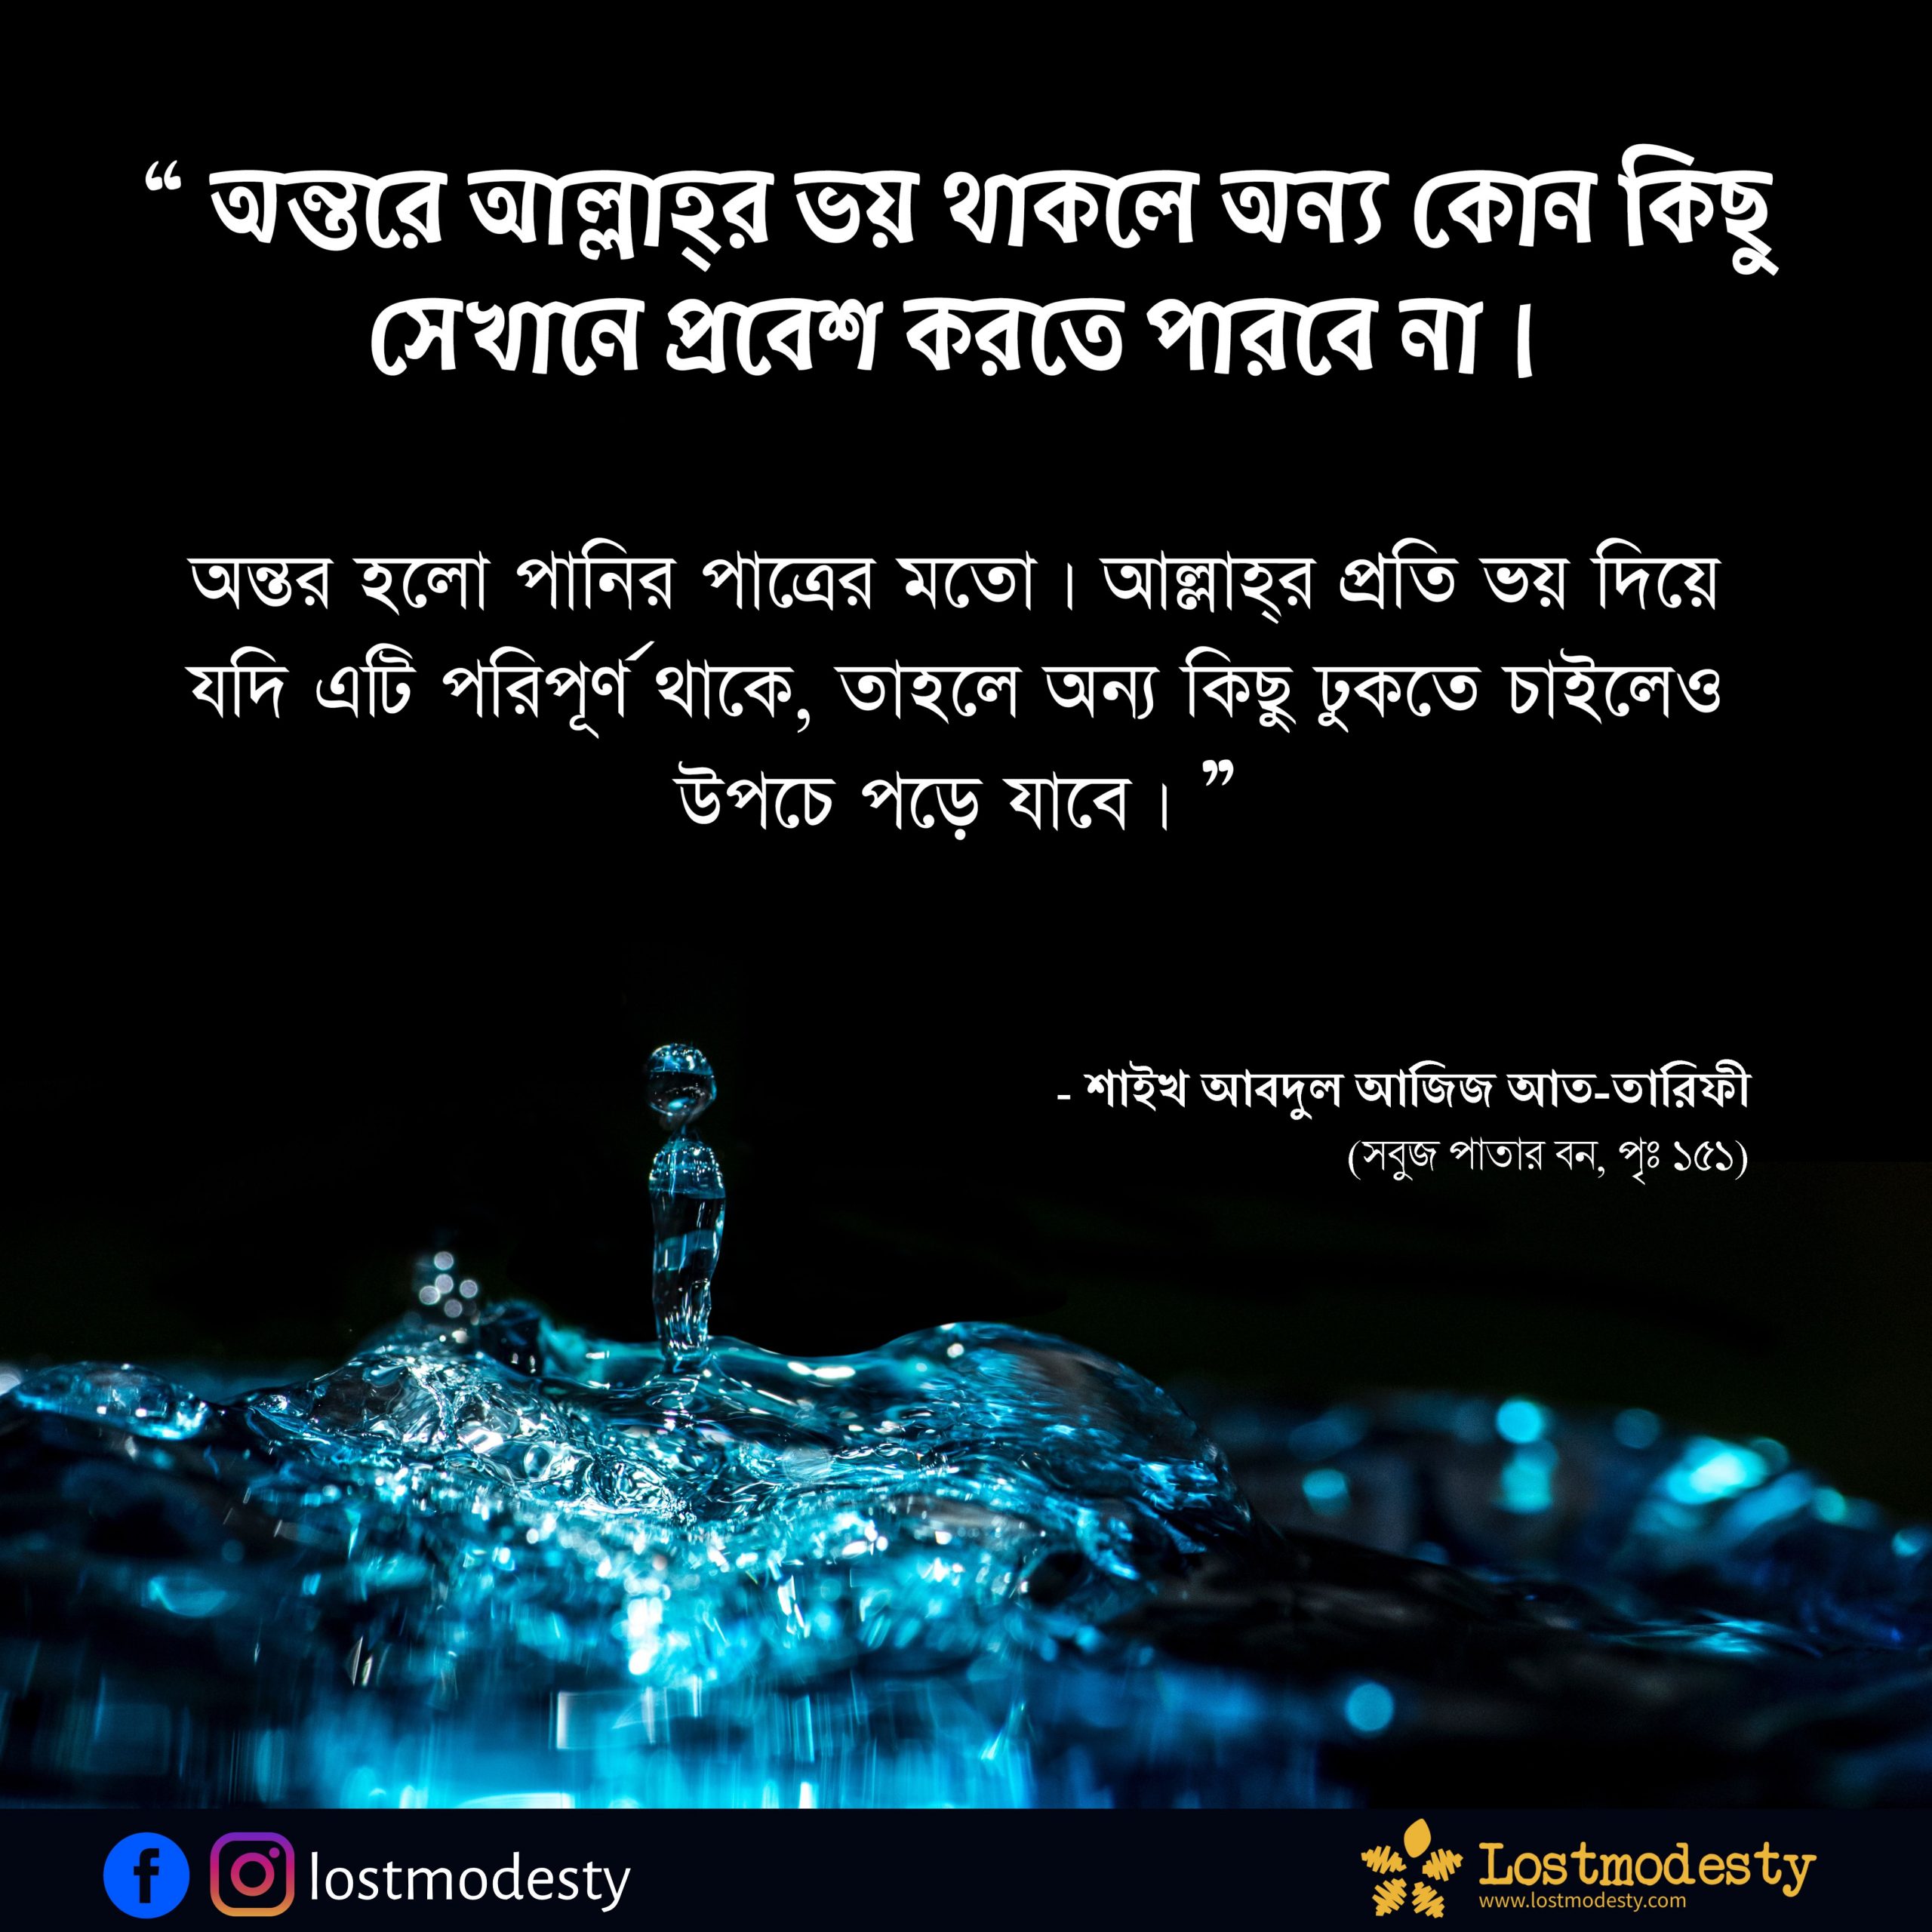 “ অন্তরে আল্লাহ্‌র ভয় থাকলে অন্য কোন কিছু
সেখানে প্রবেশ করতে পারবে না।
অন্তর হলো পানির পাত্রের মতো। আল্লাহ্‌র প্রতি ভয় দিয়ে
যদি এটি পরিপূর্ণ থাকে, তাহলে অন্য কিছু ঢুকতে চাইলেও
উপচে পড়ে যাবে। ”
- শাইখ আবদুল আজিজ আত-তারিফী
(সবুজ পাতার বন, পৃঃ ১৫১)
lostmodesty
Lostmodesty
www.lostmodesty.com